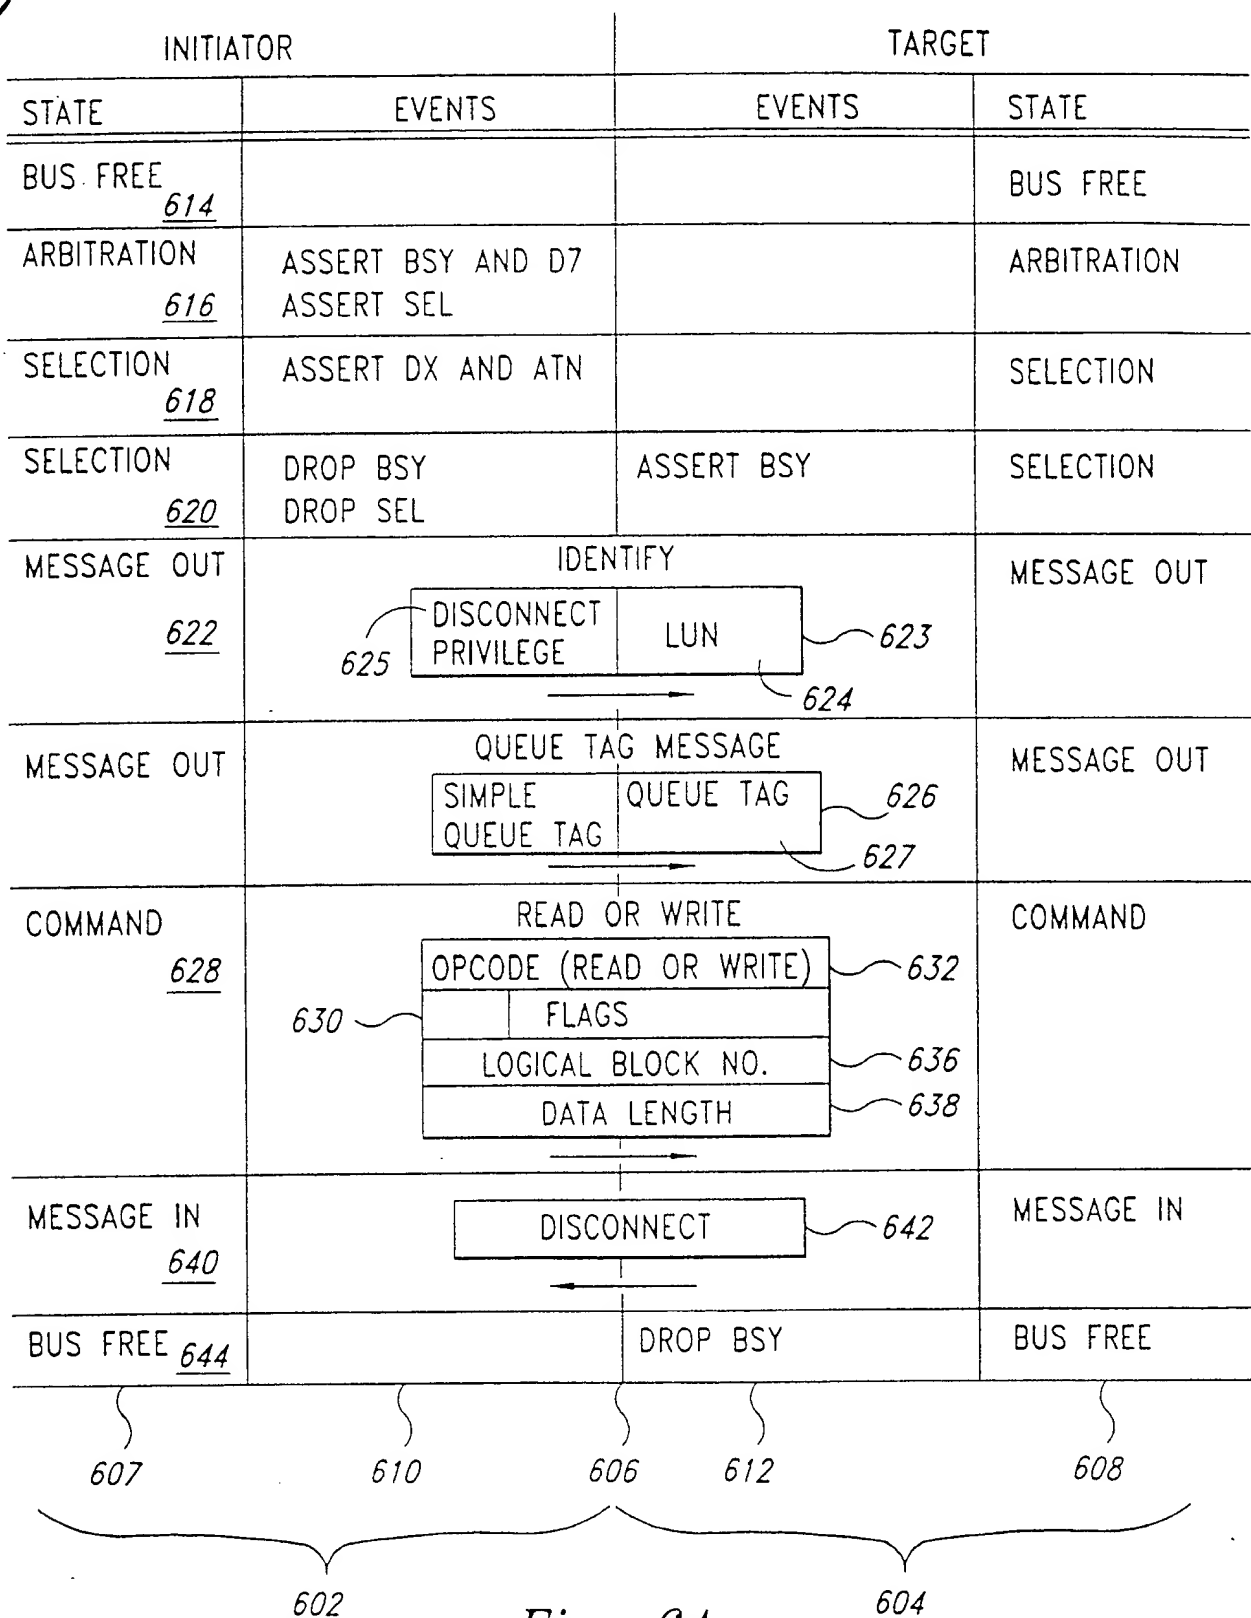 INITIATOR TARGET
STATE EVENTS EVENTS STATE
BUS FREE 614 BUS FREE
ARBITRATION 616 ASSERT BSY AND D7 ARBITRATION
ASSERT SEL
SELECTION 618 ASSERT DX AND ATN SELECTION
SELECTION 620 DROP BSY ASSERT BSY SELECTION
DROP SEL
MESSAGE OUT 622 IDENTIFY MESSAGE OUT
DISCONNECT PRIVILEGE LUN 623
625 624
MESSAGE OUT QUEUE TAG MESSAGE MESSAGE OUT
SIMPLE QUEUE TAG QUEUE TAG 626
627
COMMAND 628 READ OR WRITE COMMAND
OPCODE (READ OR WRITE) 632
630 FLAGS
LOGICAL BLOCK NO. 636
DATA LENGTH 638
MESSAGE IN 640 DISCONNECT 642 MESSAGE IN
BUS FREE 644 DROP BSY BUS FREE
607 610 606 612 608
602 604